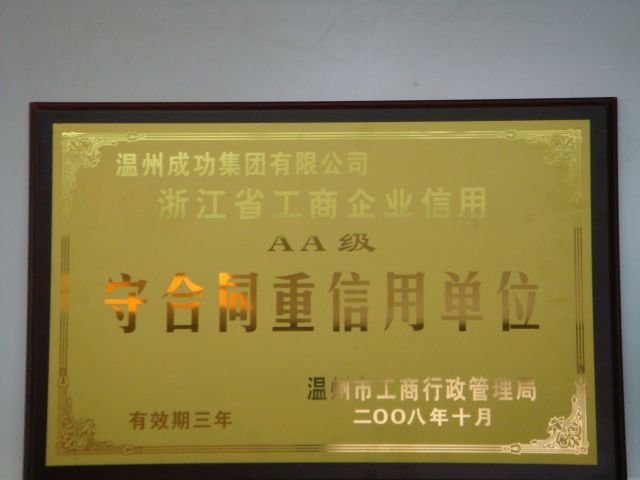 温州成功集团有限公司
浙江省工商企业信用
AA级
守合同重信用单位
温州市工商行政管理局
有效期三年
二OO八年十月